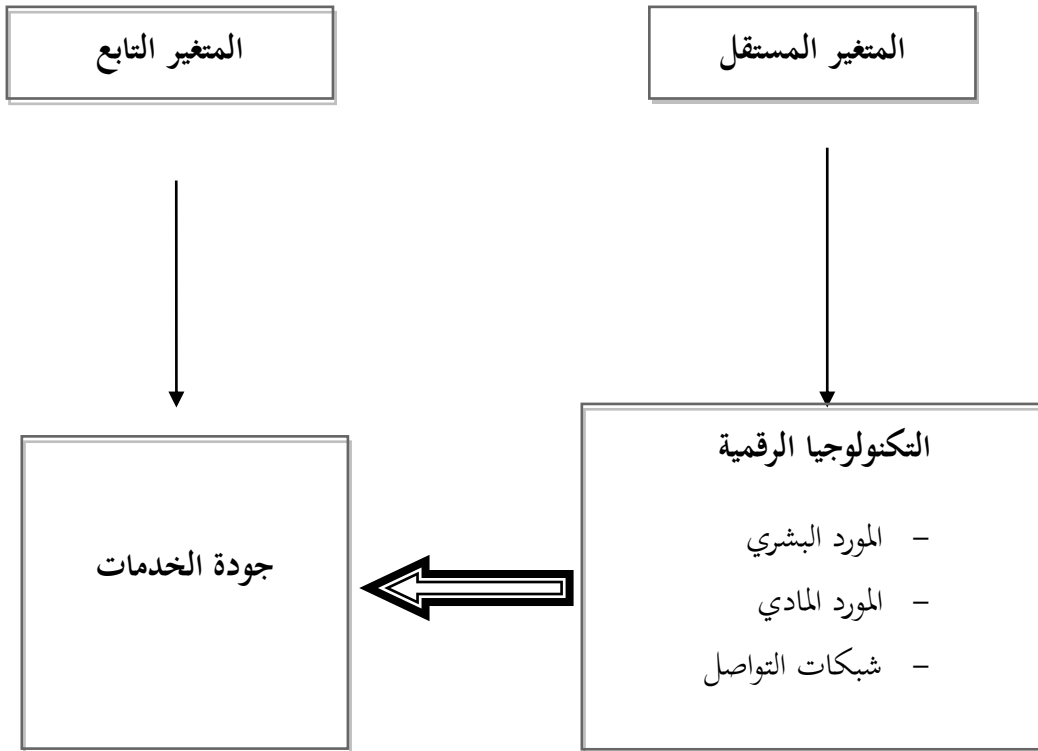 المتغير المستقل
المتغير التابع
التكنولوجيا الرقمية
- المورد البشري
- المورد المادي
- شبكات التواصل
جودة الخدمات